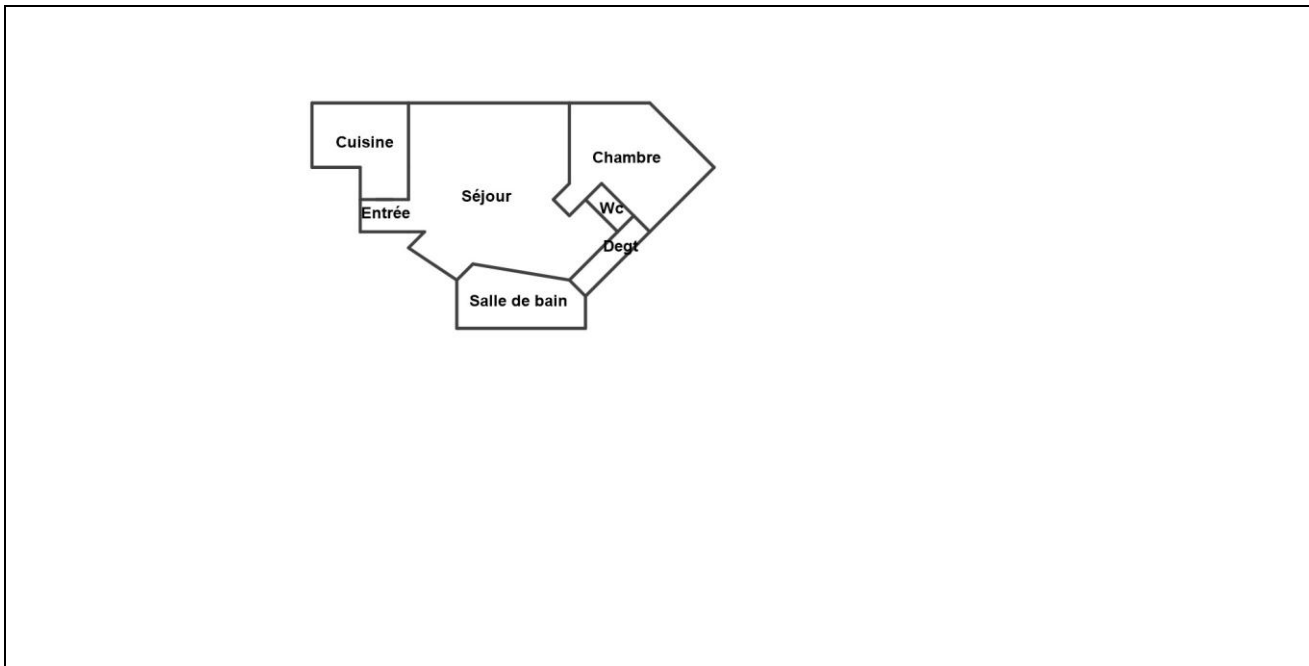 Cuisine
Chambre
Séjour
Wc
Entrée
Degt
Salle de bain